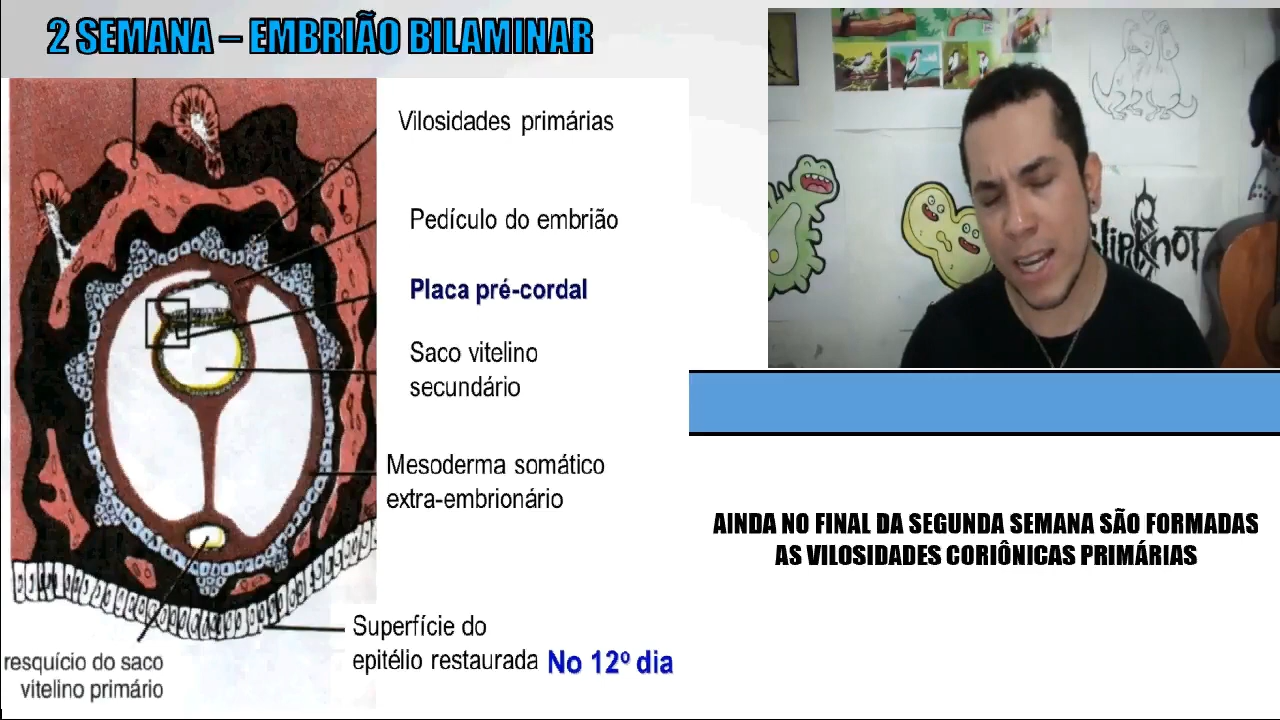 2 SEMANA – EMBRIÃO BILAMINAR
Vilosidades primárias
Pedículo do embrião
Placa pré-cordal
Saco vitelino
secundário
Mesoderma somático
extra-embrionário
Superfície do
epitélio restaurada No 12º dia
resquício do saco
vitelino primário
SLIPKNOT
AINDA NO FINAL DA SEGUNDA SEMANA SÃO FORMADAS
AS VILOSIDADES CORIÔNICAS PRIMÁRIAS